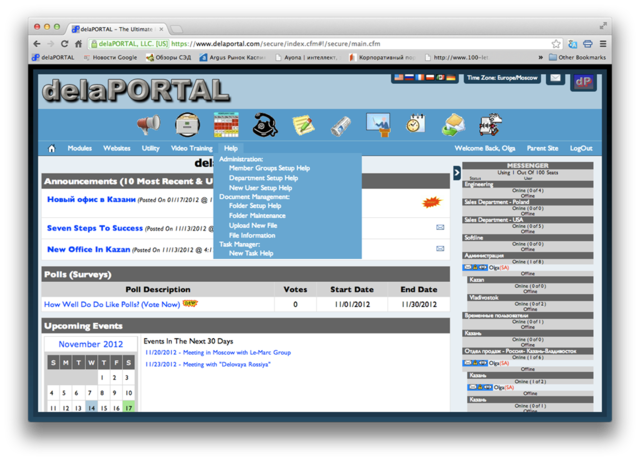 delaPORTAL – The Ultimate
delaPORTAL, LLC. [US] https://www.delaportal.com/secure/index.cfm#!/secure/main.cfm
delaPORTAL Новости Google Обзоры СЭД Argus Рынок Каспи Ayona | интеллект. Корпоративный по http://www.100-let » Other Bookmarks
delaPORTAL
Time Zone: Europe/Moscow
dP
Modules Websites Utility Video Training Help Welcome Back, Olga Parent Site LogOut
Administration:
Member Groups Setup Help
Department Setup Help
New User Setup Help
Document Management:
Folder Setup Help
Folder Maintenance
Upload New File
File Information
Task Manager:
New Task Help
del
Announcements (10 Most Recent & U
Новый офис в Казани (Posted On 01/17/2012 @
Seven Steps To Success (Posted On 11/13/2012 @
New Office In Kazan (Posted On 11/13/2012 @ 4:1
Polls (Surveys)
Poll Description Votes Start Date End Date
How Well Do Do Like Polls? (Vote Now) 0 11/01/2012 11/30/2012
Upcoming Events
November 2012
S M T W T F S
1 2 3
4 5 6 7 8 9 10
11 12 13 14 15 16 17
Events In The Next 30 Days
11/20/2012 - Meeting in Moscow with Le-Marc Group
11/23/2012 - Meeting with "Delovaya Rossiya"
MESSENGER
Using 1 Out Of 100 Seats
Status User
Engineering
Online ( 0 of 4 )
Offline
Sales Department - Poland
Online ( 0 of 1 )
Offline
Sales Department - USA
Online ( 0 of 3 )
Offline
Softline
Online ( 0 of 4 )
Offline
Администрация
Online ( 1 of 8 )
Olga(SA)
Offline
Kazan
Online ( 0 of 0 )
Offline
Vladivostok
Online ( 0 of 2 )
Offline
Временные пользователи
Online ( 0 of 1 )
Offline
Казань
Online ( 0 of 1 )
Offline
Отдел продаж - Россия- Казань-Владивосток
Online ( 1 of 6 )
Olga(SA)
Offline
Казань
Online ( 1 of 2 )
Olga(SA)
Offline
Казань
Online ( 0 of 1 )
Offline